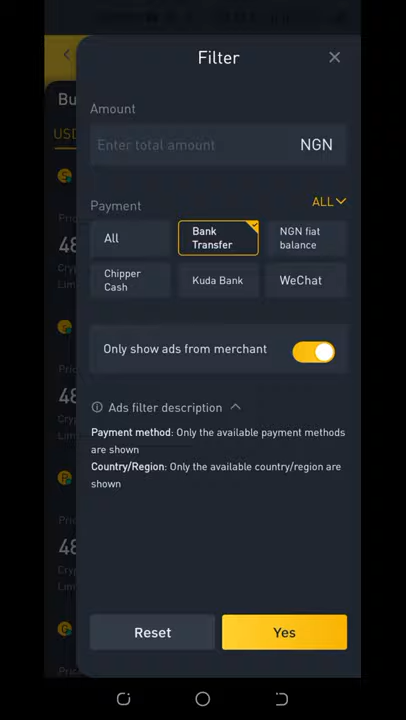 Filter
Bu
Amount
Enter total amount NGN
USD
Payment ALL
All
Bank
Transfer
NGN fiat
balance
Chipper
Cash
Kuda Bank
WeChat
Only show ads from merchant
Ads filter description
Payment method: Only the available payment methods
are shown
Country/Region: Only the available country/region are
shown
Reset
Yes